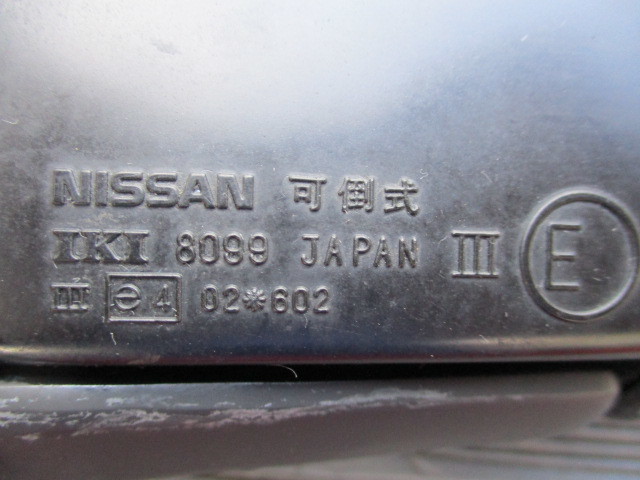 NISSAN 可倒式
IKI 8099 JAPAN III E
III e4 02*602